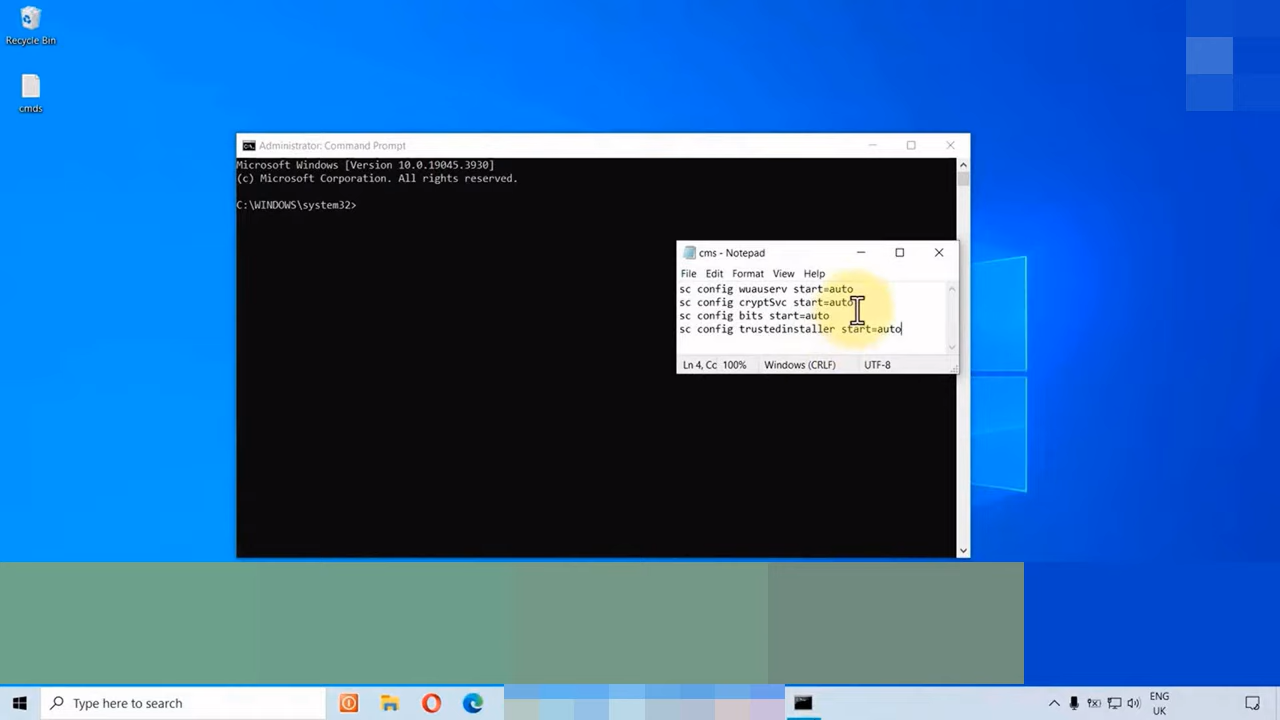 Recycle Bin
cmds
Administrator: Command Prompt
Microsoft Windows [Version 10.0.19045.3930]
(c) Microsoft Corporation. All rights reserved.
C:\WINDOWS\system32>
cms - Notepad
File Edit Format View Help
sc config wuauserv start=auto
sc config cryptSvc start=auto
sc config bits start=auto
sc config trustedinstaller start=auto
Ln 4, Cc 100% Windows (CRLF) UTF-8
Type here to search
ENG
UK